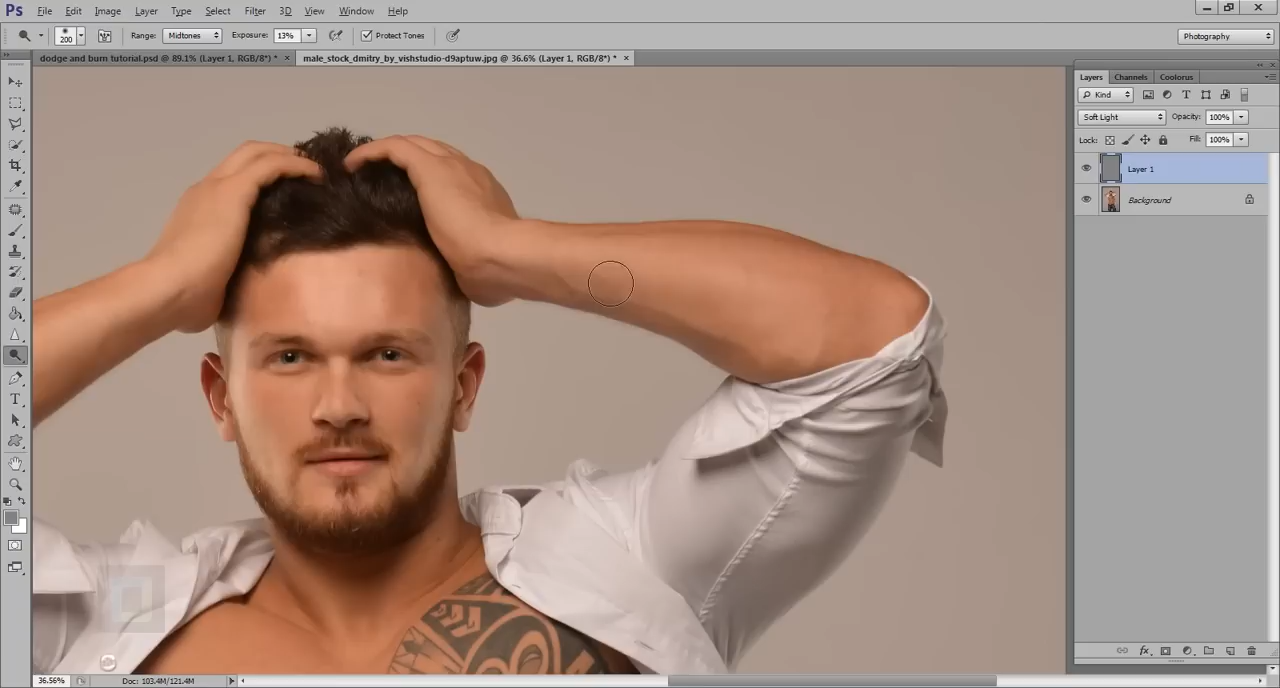 Ps File Edit Image Layer Type Select Filter 3D View Window Help
200 Range: Midtones Exposure: 13% Protect Tones Photography
dodge and burn tutorial.psd @ 89.1% (Layer 1, RGB/8*) * × male_stock_dmitry_by_vishstudio-d9aptuw.jpg @ 36.6% (Layer 1, RGB/8*) * ×
Layers Channels Coolorus
Kind
Soft Light Opacity: 100%
Lock: Fill: 100%
Layer 1
Background
36.56% Doc: 103.4M/121.4M